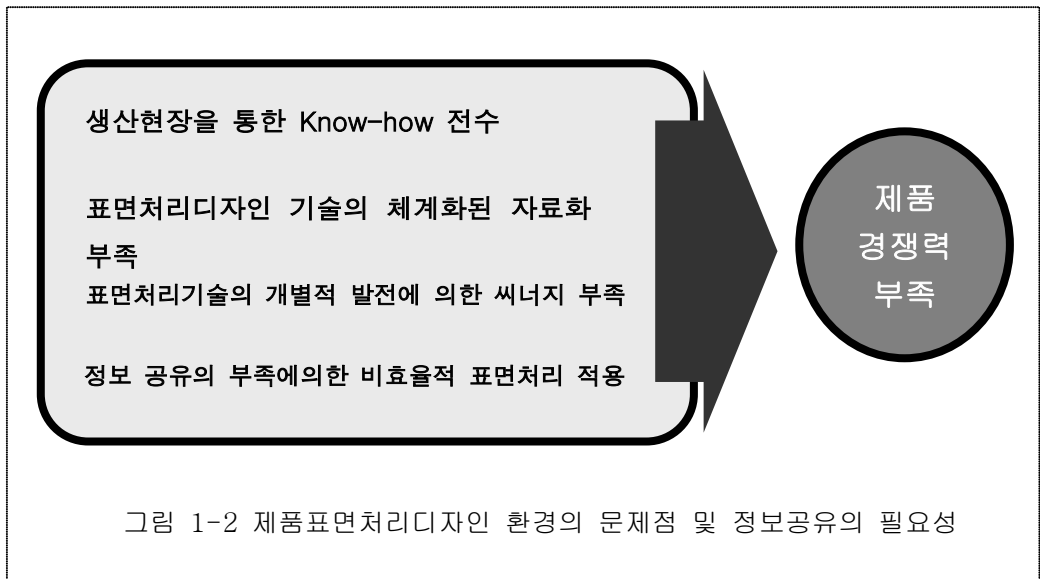 생산현장을 통한 Know-how 전수
표면처리디자인 기술의 체계화된 자료화
부족
표면처리기술의 개별적 발전에 의한 씨너지 부족
정보 공유의 부족에의한 비효율적 표면처리 적용
제품
경쟁력
부족
그림 1-2 제품표면처리디자인 환경의 문제점 및 정보공유의 필요성